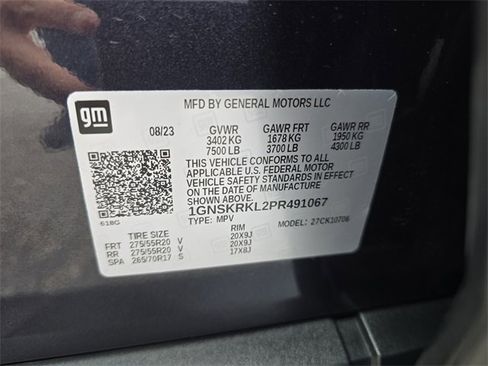 gm
MFD BY GENERAL MOTORS LLC
08/23 GVWR GAWR FRT GAWR RR
3402 KG 1678 KG 1950 KG
7500 LB 3700 LB 4300 LB
THIS VEHICLE CONFORMS TO ALL
APPLICABLE U.S. FEDERAL MOTOR
VEHICLE SAFETY STANDARDS IN EFFECT
ON THE DATE OF MANUFACTURE
SHOWN ABOVE.
618G
1GNSKRKL2PR491067
TYPE: MPV MODEL: 27CK10706
TIRE SIZE RIM
FRT 275/55R20 V 20X9J
RR 275/55R20 V 20X9J
SPA 265/70R17 S 17X8J